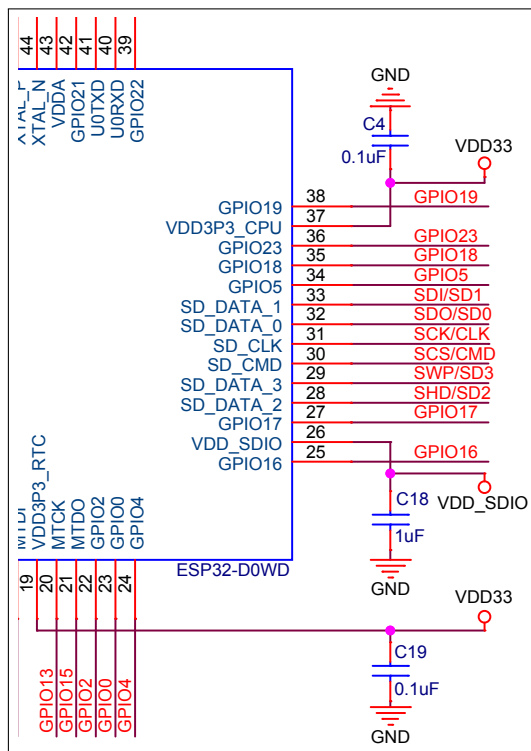 44
43
42
41
40
39
XTAL_N
VDDA
GPIO21
U0TXD
U0RXD
GPIO22
GND
C4
0.1uF
VDD33
GPIO19 38 GPIO19
VDD3P3_CPU 37
GPIO23 36 GPIO23
GPIO18 35 GPIO18
GPIO5 34 GPIO5
SD_DATA_1 33 SDI/SD1
SD_DATA_0 32 SDO/SD0
SD_CLK 31 SCK/CLK
SD_CMD 30 SCS/CMD
SD_DATA_3 29 SWP/SD3
SD_DATA_2 28 SHD/SD2
GPIO17 27 GPIO17
VDD_SDIO 26
GPIO16 25 GPIO16
VDD_SDIO
C18
1uF
GND
VDD3P3_RTC
MTCK
MTDO
GPIO2
GPIO0
GPIO4
ESP32-D0WD
19
20
21
22
23
24
VDD33
GPIO13
GPIO15
GPIO2
GPIO0
GPIO4
C19
0.1uF
GND